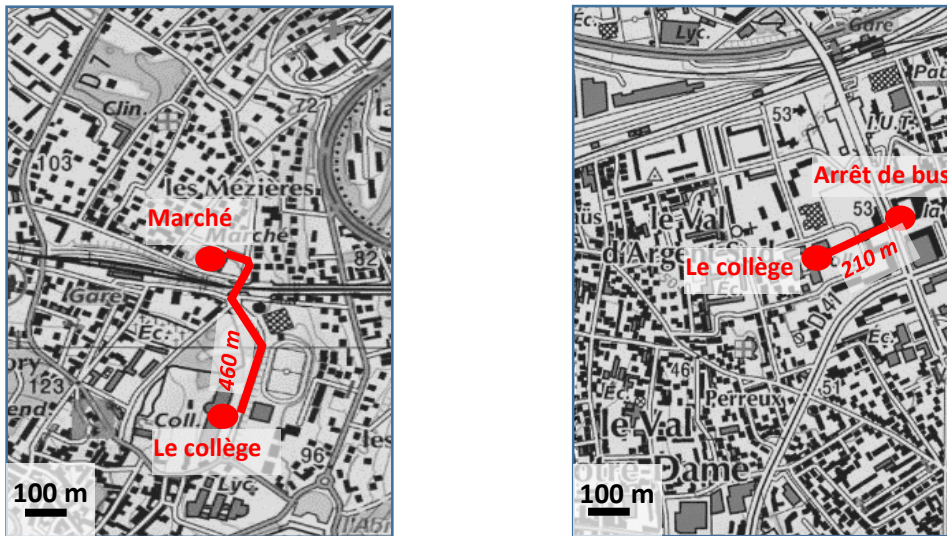 D 7
Clin.
72
103
les Mézières
Marché
Marché
82
Gare
Éc.
460 m
123
Coll.
Le collège
96
Lyc.
100 m
Éc.
Lyc.
Gare
53
I.U.T.
Arrêt de bus
le Val
53
d'Argent-Sud
Le collège
210 m
Éc.
D 41
Éc.
46
51
Éc.
Perreux
le Val
100 m